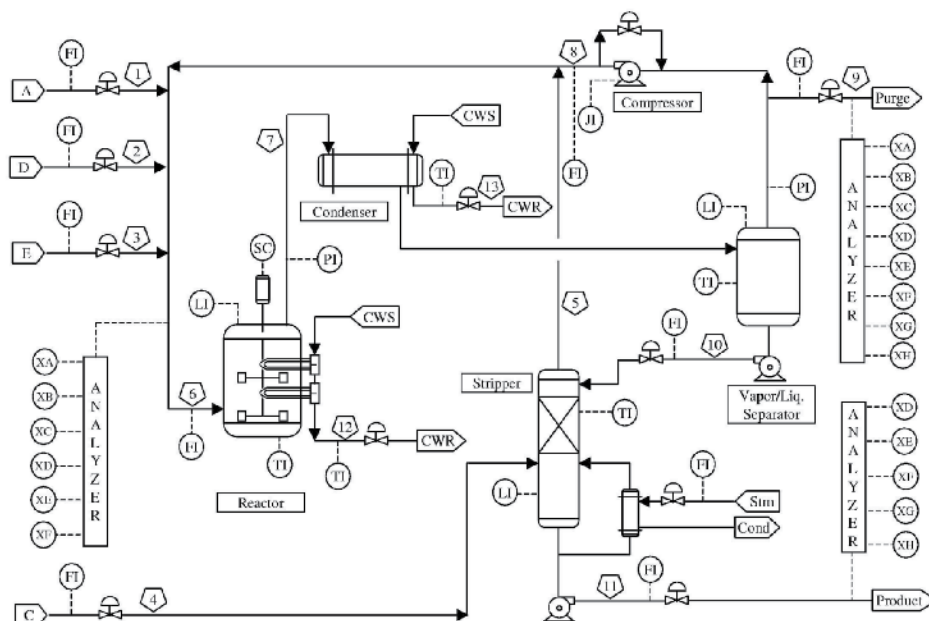 8
FI
FI
FI
9
A
1
Compressor
Purge
JI
CWS
7
XA
FI
FI
XB
TI
13
A
N
A
L
Y
Z
E
R
D
2
PI
XC
Condenser
CWR
LI
XD
FI
SC
XE
E
3
PI
TI
XF
LI
5
XG
CWS
FI
10
XH
XA
A
N
A
L
Y
Z
E
R
Stripper
Vapor/Liq.
Separator
XB
6
TI
XD
XC
FI
12
CWR
A
N
A
L
Y
Z
E
R
XE
XD
TI
TI
FI
XF
XE
Reactor
LI
Stm
XG
XF
Cond
XH
FI
FI
C
4
11
Product